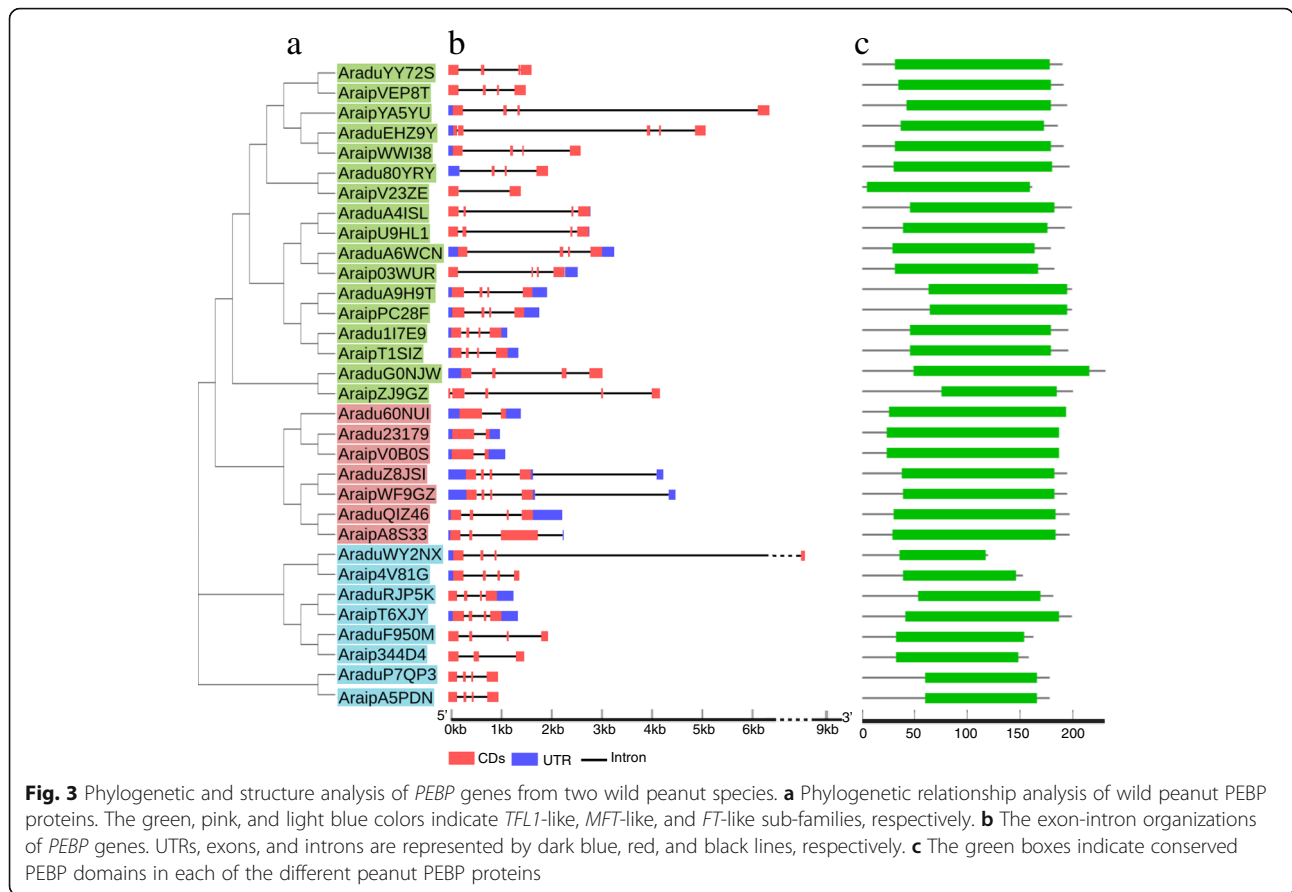 a b c
AraduYY72S
AraipVEP8T
AraipYA5YU
AraduEHZ9Y
AraipWWI38
Aradu80YRY
AraipV23ZE
AraduA4ISL
AraipU9HL1
AraduA6WCN
Araip03WUR
AraduA9H9T
AraipPC28F
Aradu1I7E9
AraipT1SIZ
AraduG0NJW
AraipZJ9GZ
Aradu60NUI
Aradu23179
AraipV0B0S
AraduZ8JSI
AraipWF9GZ
AraduQIZ46
AraipA8S33
AraduWY2NX
Araip4V81G
AraduRJP5K
AraipT6XJY
AraduF950M
Araip344D4
AraduP7QP3
AraipA5PDN
5' 3'
0kb 1kb 2kb 3kb 4kb 5kb 6kb 9kb
0 50 100 150 200
CDs UTR Intron
Fig. 3 Phylogenetic and structure analysis of PEBP genes from two wild peanut species. a Phylogenetic relationship analysis of wild peanut PEBP
proteins. The green, pink, and light blue colors indicate TFL1-like, MFT-like, and FT-like sub-families, respectively. b The exon-intron organizations
of PEBP genes. UTRs, exons, and introns are represented by dark blue, red, and black lines, respectively. c The green boxes indicate conserved
PEBP domains in each of the different peanut PEBP proteins